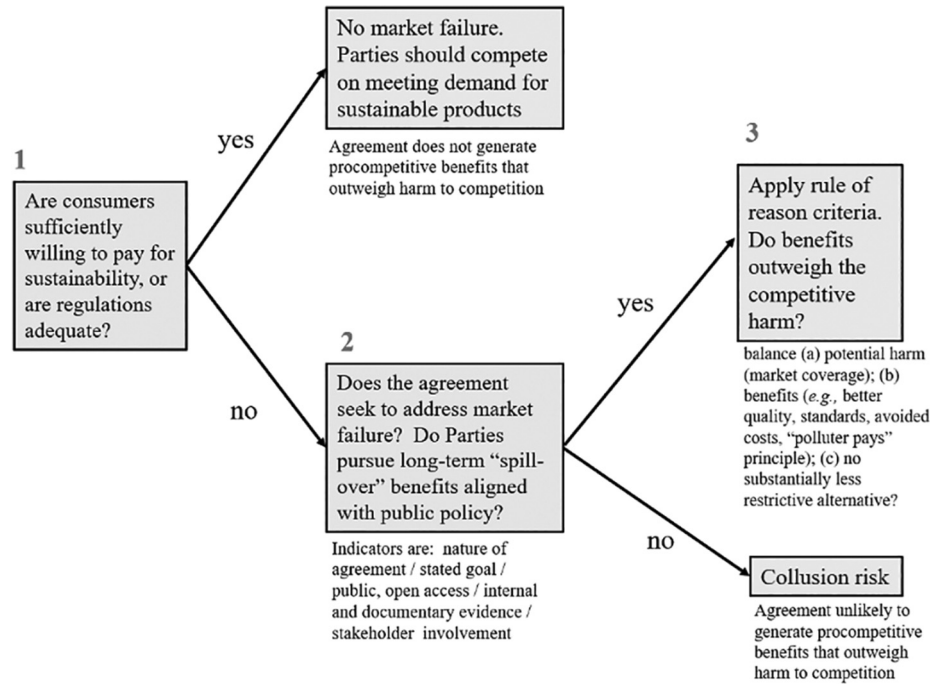 1
Are consumers
sufficiently
willing to pay for
sustainability, or
are regulations
adequate?
yes
No market failure.
Parties should compete
on meeting demand for
sustainable products
Agreement does not generate
procompetitive benefits that
outweigh harm to competition
no
2
Does the agreement
seek to address market
failure? Do Parties
pursue long-term “spill-
over” benefits aligned
with public policy?
Indicators are: nature of
agreement / stated goal /
public, open access / internal
and documentary evidence /
stakeholder involvement
yes
3
Apply rule of
reason criteria.
Do benefits
outweigh the
competitive
harm?
balance (a) potential harm
(market coverage); (b)
benefits (e.g., better
quality, standards, avoided
costs, “polluter pays”
principle); (c) no
substantially less
restrictive alternative?
no
Collusion risk
Agreement unlikely to
generate procompetitive
benefits that outweigh
harm to competition